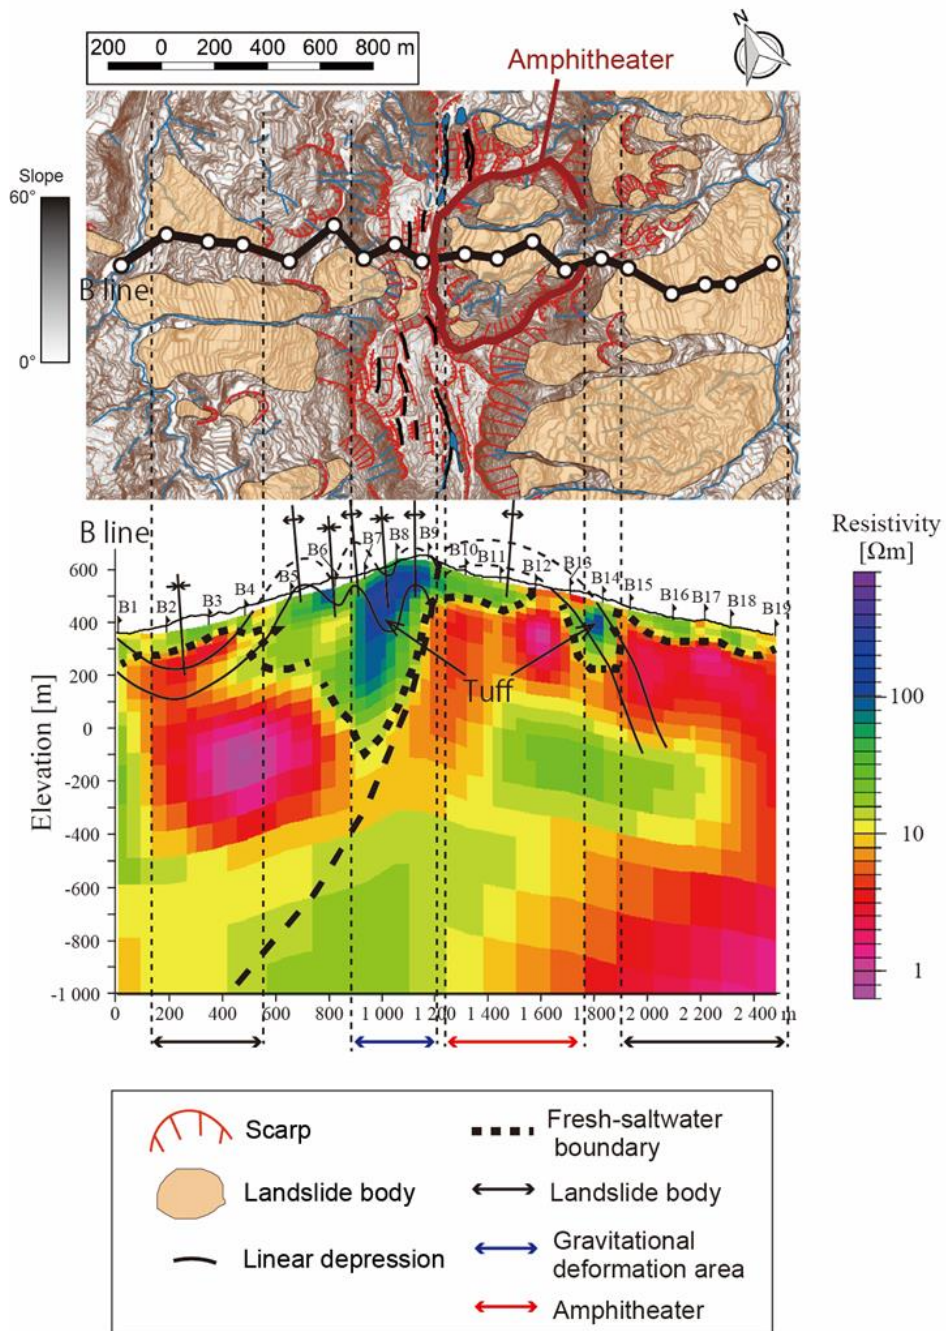 N
200 0 200 400 600 800 m
Amphitheater
Slope
60°
0°
B line
B line
Resistivity
[Ωm]
600
400
200
0
-200
-400
-600
-800
-1 000
Elevation [m]
B1 B2 B3 B4 B5 B6 B7 B8 B9 B10 B11 B12 B13 B14 B15 B16 B17 B18 B19
Tuff
100
10
1
0 200 400 600 800 1 000 1 200 1 400 1 600 1 800 2 000 2 200 2 400 m
Scarp
Landslide body
Linear depression
Fresh-saltwater
boundary
Landslide body
Gravitational
deformation area
Amphitheater